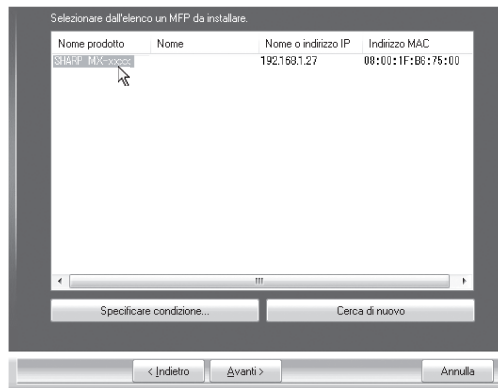 Selezionare dall'elenco un MFP da installare.
Nome prodotto Nome Nome o indirizzo IP Indirizzo MAC
SHARP MX-xxxx 192.168.1.27 08:00:1F:B6:75:00
Specificare condizione... Cerca di nuovo
< Indietro Avanti > Annulla